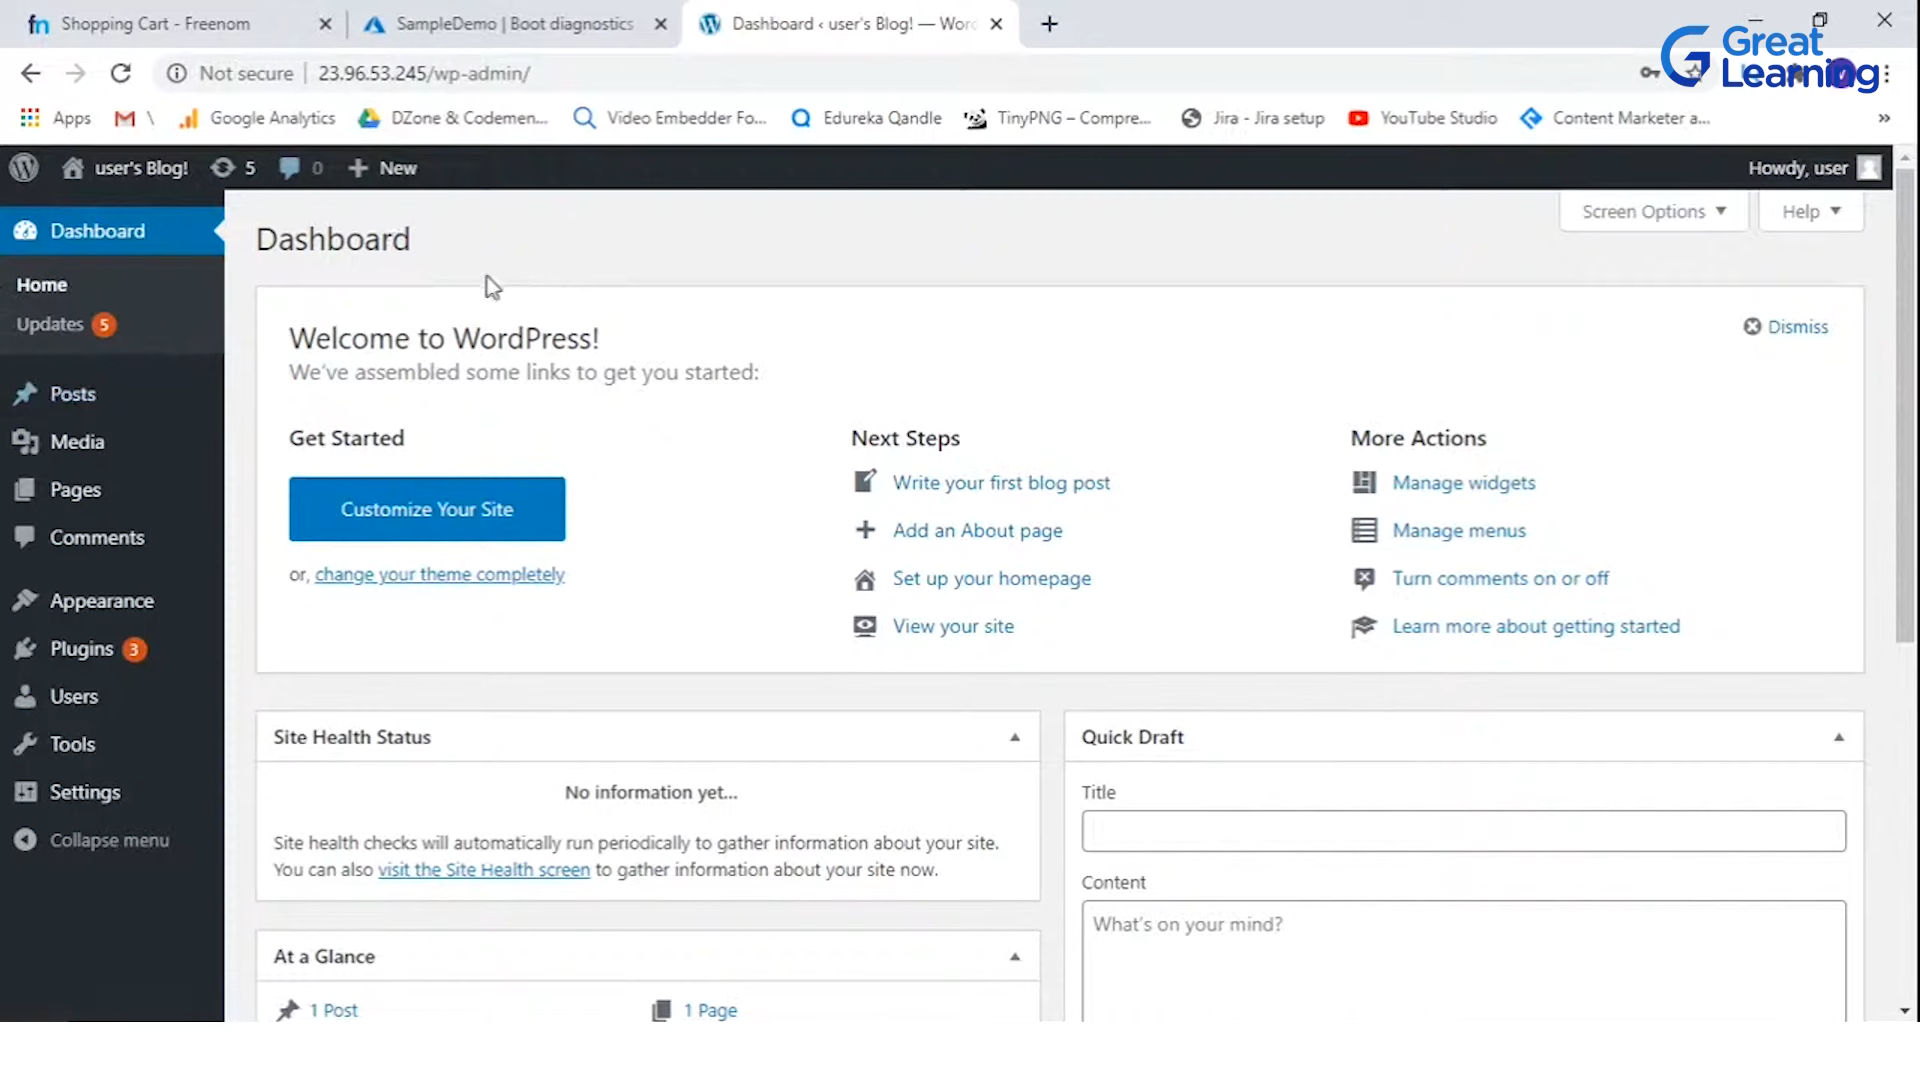 fn Shopping Cart - Freenom
SampleDemo | Boot diagnostics
Dashboard ‹ user's Blog! — Wor
Great Learning
Not secure | 23.96.53.245/wp-admin/
Apps
Google Analytics
DZone & Codemen...
Video Embedder Fo...
Edureka Qandle
TinyPNG – Compre...
Jira - Jira setup
YouTube Studio
Content Marketer a...
»
user's Blog!
5
0
+ New
Howdy, user
Dashboard
Home
Updates 5
Posts
Media
Pages
Comments
Appearance
Plugins 3
Users
Tools
Settings
Collapse menu
Screen Options
Help
Dashboard
Welcome to WordPress!
We've assembled some links to get you started:
Dismiss
Get Started
Customize Your Site
or, change your theme completely
Next Steps
Write your first blog post
Add an About page
Set up your homepage
View your site
More Actions
Manage widgets
Manage menus
Turn comments on or off
Learn more about getting started
Site Health Status
No information yet...
Site health checks will automatically run periodically to gather information about your site.
You can also visit the Site Health screen to gather information about your site now.
At a Glance
1 Post
1 Page
Quick Draft
Title
Content
What's on your mind?